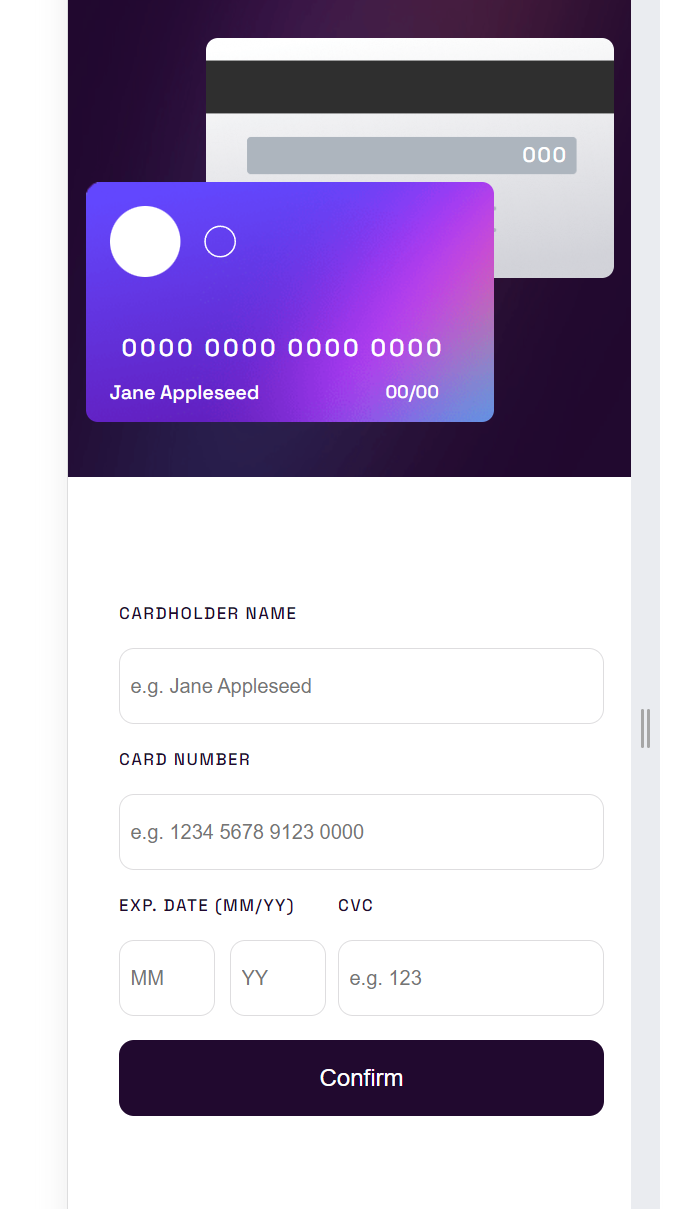 000
0000 0000 0000 0000
Jane Appleseed 00/00
CARDHOLDER NAME
e.g. Jane Appleseed
CARD NUMBER
e.g. 1234 5678 9123 0000
EXP. DATE (MM/YY) CVC
MM YY e.g. 123
Confirm